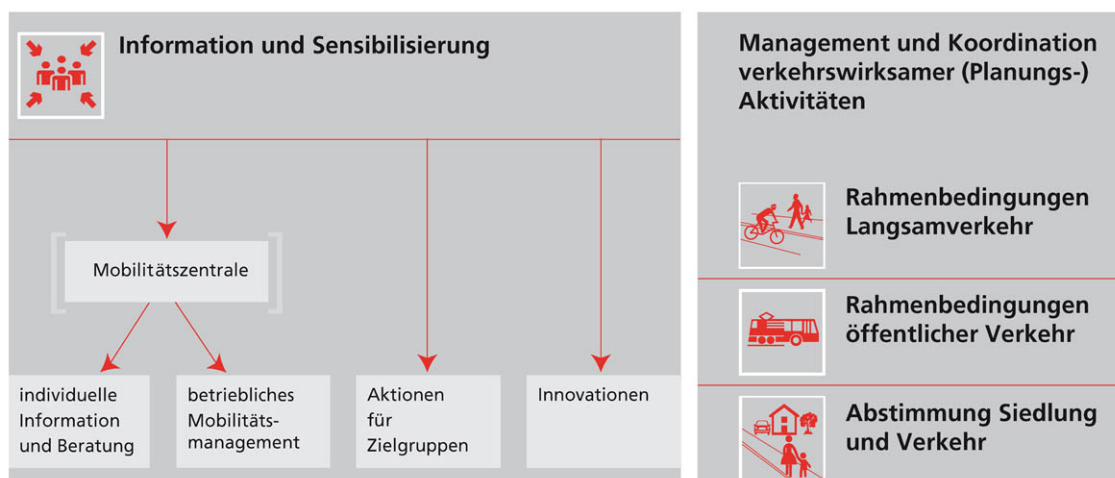 Information und Sensibilisierung
Mobilitätszentrale
individuelle
Information
und Beratung
betriebliches
Mobilitäts-
management
Aktionen
für
Zielgruppen
Innovationen
Management und Koordination
verkehrswirksamer (Planungs-)
Aktivitäten
Rahmenbedingungen
Langsamverkehr
Rahmenbedingungen
öffentlicher Verkehr
Abstimmung Siedlung
und Verkehr